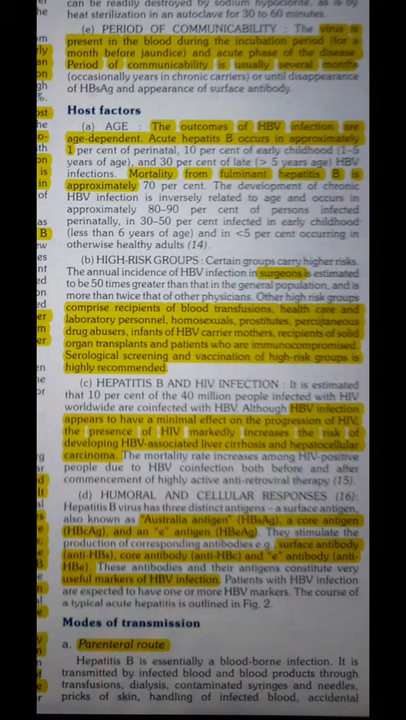 can be readily destroyed by sodium hypochlorite, as is by
heat sterilization in an autoclave for 30 to 60 minutes.
(e) PERIOD OF COMMUNICABILITY : The virus is
present in the blood during the incubation period (for a
month before jaundice) and acute phase of the disease.
Period of communicability is usually several months
(occasionally years in chronic carriers) or until disappearance
of HBsAg and appearance of surface antibody.
Host factors
(a) AGE : The outcomes of HBV infection are
age-dependent. Acute hepatitis B occurs in approximately
1 per cent of perinatal, 10 per cent of early childhood (1–5
years of age), and 30 per cent of late (> 5 years age) HBV
infections. Mortality from fulminant hepatitis B is
approximately 70 per cent. The development of chronic
HBV infection is inversely related to age and occurs in
approximately 80–90 per cent of persons infected
perinatally, in 30–50 per cent infected in early childhood
(less than 6 years of age) and in <5 per cent occurring in
otherwise healthy adults (14).
(b) HIGH-RISK GROUPS : Certain groups carry higher risks.
The annual incidence of HBV infection in surgeons is estimated
to be 50 times greater than that in the general population, and is
more than twice that of other physicians. Other high risk groups
comprise recipients of blood transfusions, health care and
laboratory personnel, homosexuals, prostitutes, percutaneous
drug abusers, infants of HBV carrier mothers, recipients of solid
organ transplants and patients who are immunocompromised.
Serological screening and vaccination of high-risk groups is
highly recommended.
(c) HEPATITIS B AND HIV INFECTION : It is estimated
that 10 per cent of the 40 million people infected with HIV
worldwide are coinfected with HBV. Although HBV infection
appears to have a minimal effect on the progression of HIV,
the presence of HIV markedly increases the risk of
developing HBV-associated liver cirrhosis and hepatocellular
carcinoma. The mortality rate increases among HIV-positive
people due to HBV coinfection both before and after
commencement of highly active anti-retroviral therapy (15).
(d) HUMORAL AND CELLULAR RESPONSES (16) :
Hepatitis B virus has three distinct antigens – a surface antigen,
also known as "Australia antigen" (HBsAg), a core antigen
(HBcAg), and an "e" antigen (HBeAg). They stimulate the
production of corresponding antibodies e.g., surface antibody
(anti-HBs), core antibody (anti-HBc) and "e" antibody (anti-
HBe). These antibodies and their antigens constitute very
useful markers of HBV infection. Patients with HBV infection
are expected to have one or more HBV markers. The course of
a typical acute hepatitis is outlined in Fig. 2.
Modes of transmission
a. Parenteral route
Hepatitis B is essentially a blood-borne infection. It is
transmitted by infected blood and blood products through
transfusions, dialysis, contaminated syringes and needles,
pricks of skin, handling of infected blood, accidental